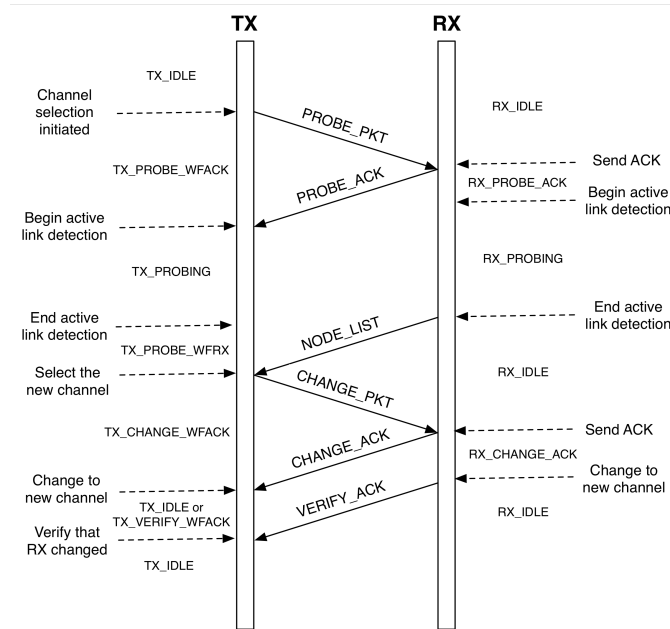 TX
RX
TX_IDLE
Channel
selection
initiated
PROBE_PKT
RX_IDLE
Send ACK
TX_PROBE_WFACK
PROBE_ACK
RX_PROBE_ACK
Begin active
link detection
Begin active
link detection
TX_PROBING
RX_PROBING
End active
link detection
End active
link detection
NODE_LIST
TX_PROBE_WFRX
Select the
new channel
CHANGE_PKT
RX_IDLE
TX_CHANGE_WFACK
Send ACK
CHANGE_ACK
RX_CHANGE_ACK
Change to
new channel
Change to
new channel
VERIFY_ACK
TX_IDLE or
TX_VERIFY_WFACK
RX_IDLE
Verify that
RX changed
TX_IDLE